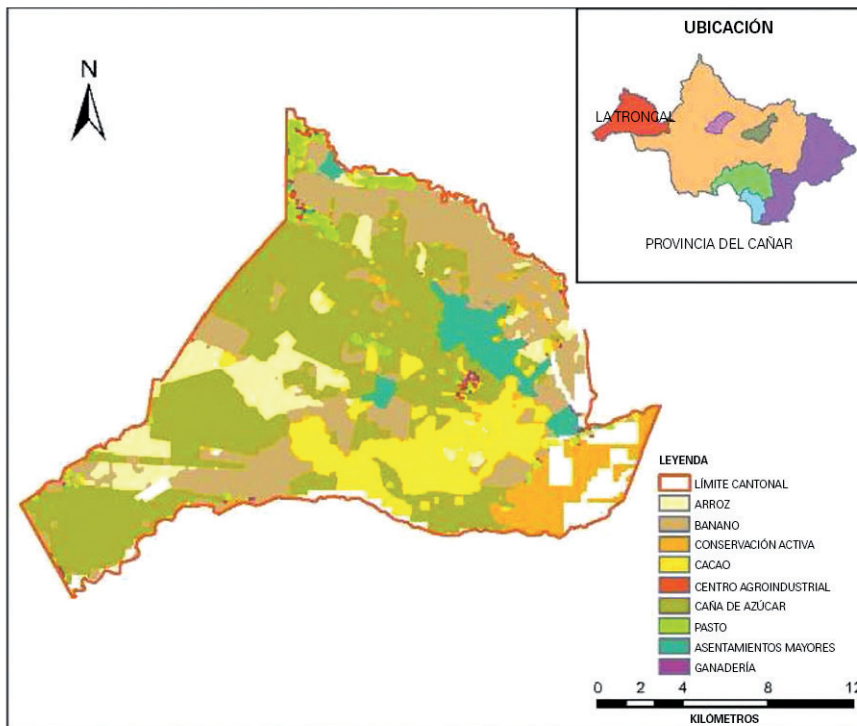 N
UBICACIÓN
LA TRONCAL
PROVINCIA DEL CAÑAR
LEYENDA
LÍMITE CANTONAL
ARROZ
BANANO
CONSERVACIÓN ACTIVA
CACAO
CENTRO AGROINDUSTRIAL
CAÑA DE AZÚCAR
PASTO
ASENTAMIENTOS MAYORES
GANADERÍA
0 2 4 8 12
KILOMETROS